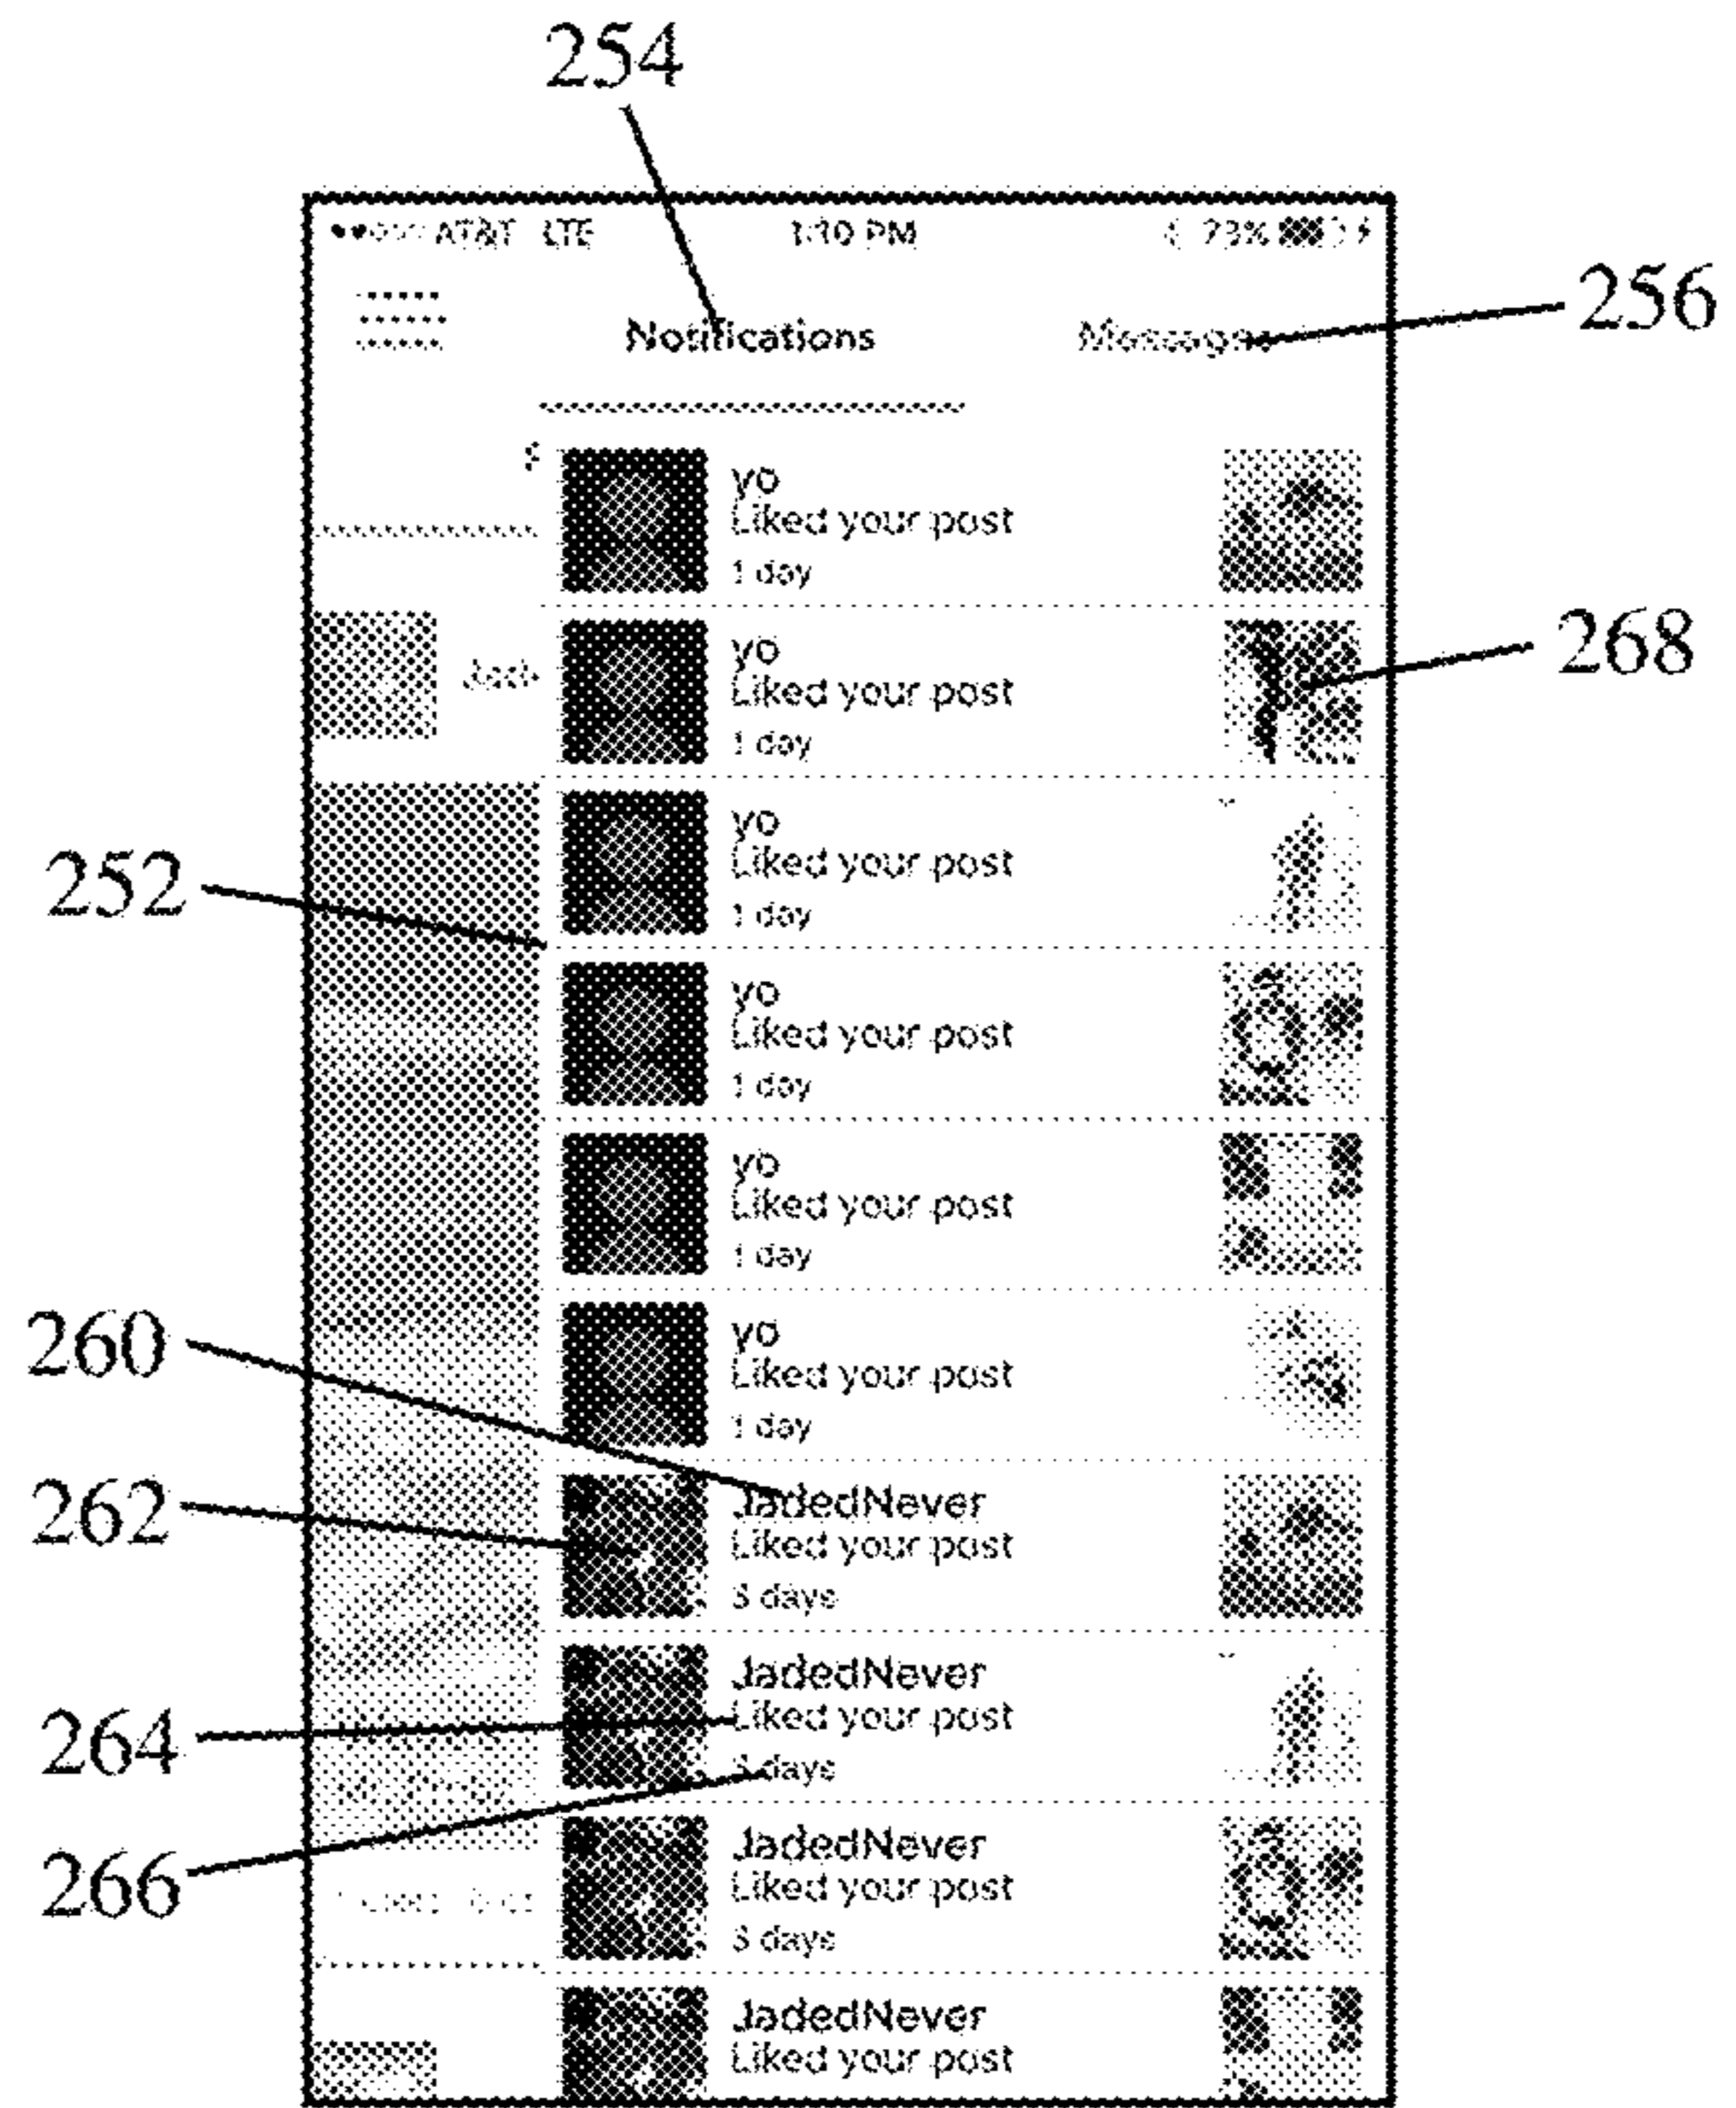 254
AT&T LTE 1:10 PM 73%
Notifications Messages
256
yo
Liked your post
1 day
yo
Liked your post
1 day
268
yo
Liked your post
1 day
252
yo
Liked your post
1 day
yo
Liked your post
1 day
yo
Liked your post
1 day
260
JadedNever
Liked your post
3 days
262
JadedNever
Liked your post
3 days
264
266
JadedNever
Liked your post
3 days
JadedNever
Liked your post